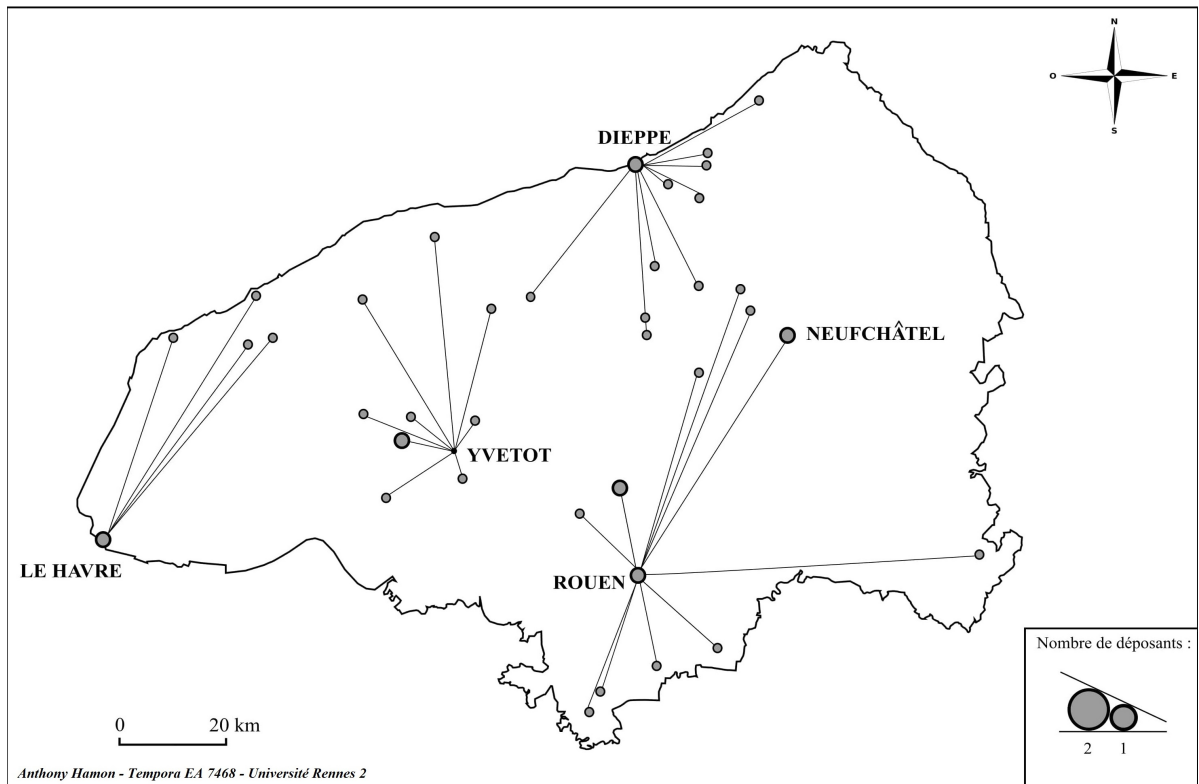 N
O
E
S
DIEPPE
NEUFCHÂTEL
YVETOT
LE HAVRE
ROUEN
Nombre de déposants :
2 1
0 20 km
Anthony Hamon - Tempora EA 7468 - Université Rennes 2